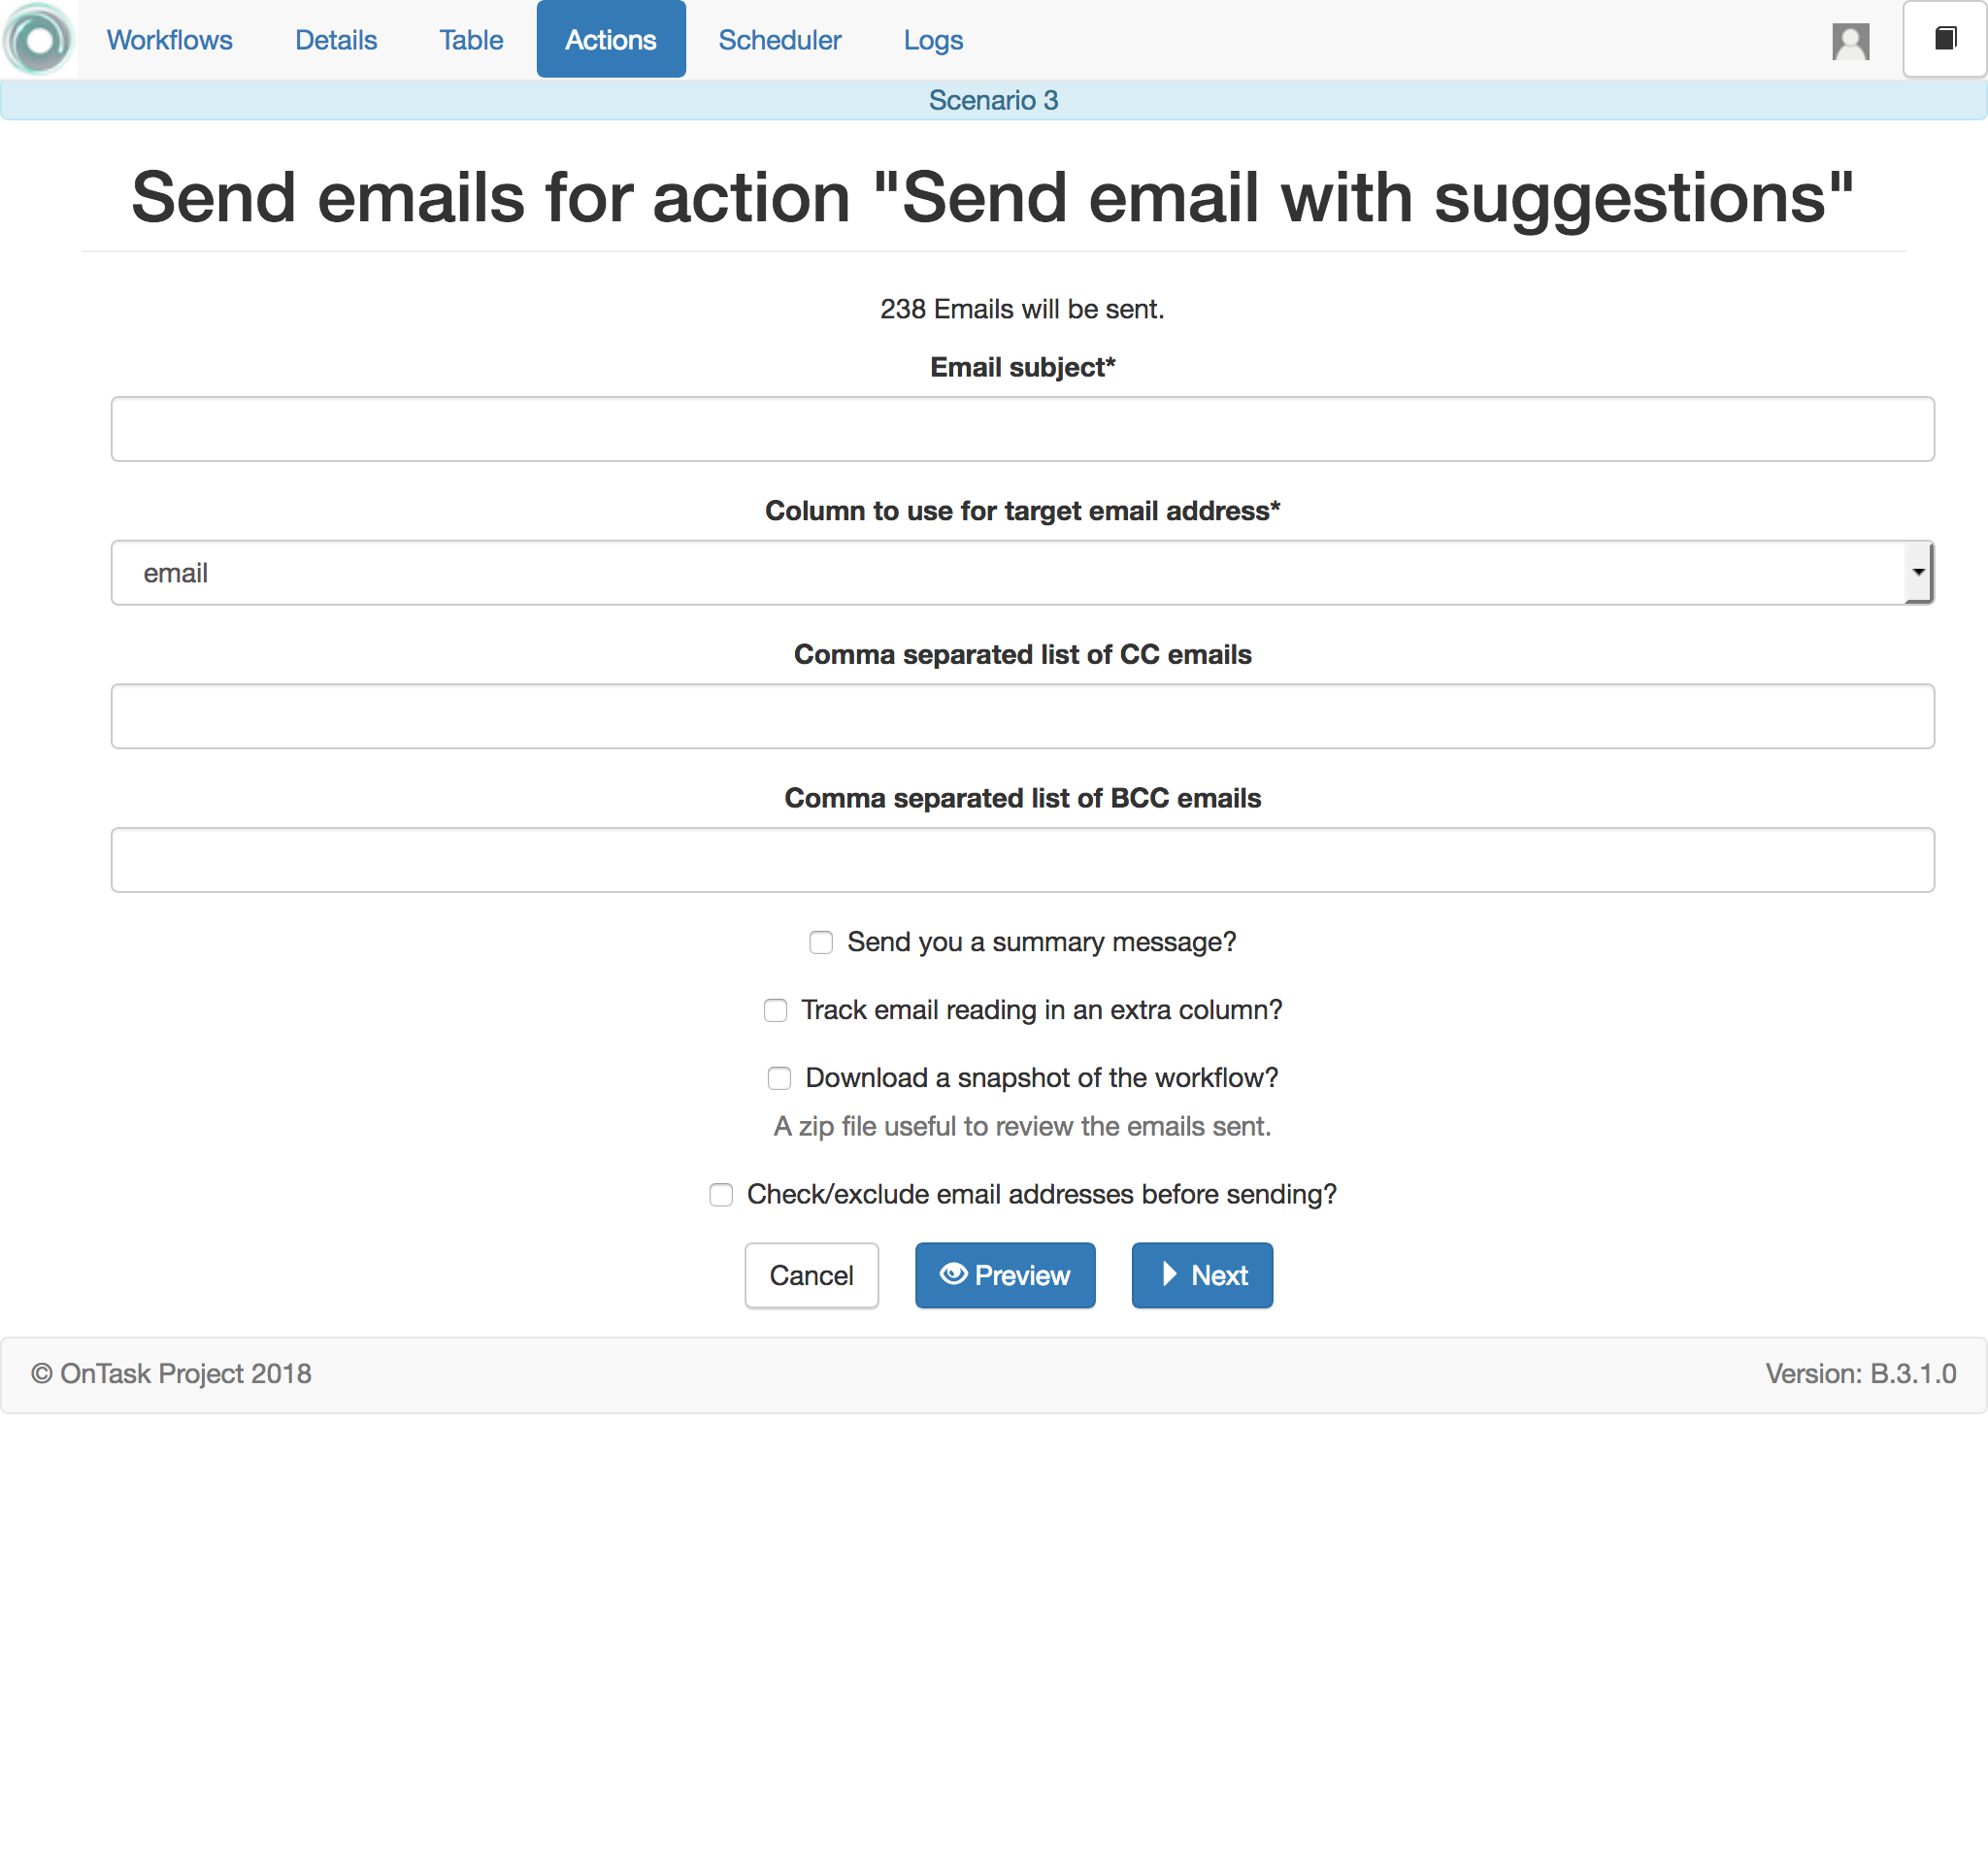 Workflows Details Table Actions Scheduler Logs
Scenario 3
Send emails for action "Send email with suggestions"
238 Emails will be sent.
Email subject*
Column to use for target email address*
email
Comma separated list of CC emails
Comma separated list of BCC emails
Send you a summary message?
Track email reading in an extra column?
Download a snapshot of the workflow?
A zip file useful to review the emails sent.
Check/exclude email addresses before sending?
Cancel Preview Next
© OnTask Project 2018 Version: B.3.1.0